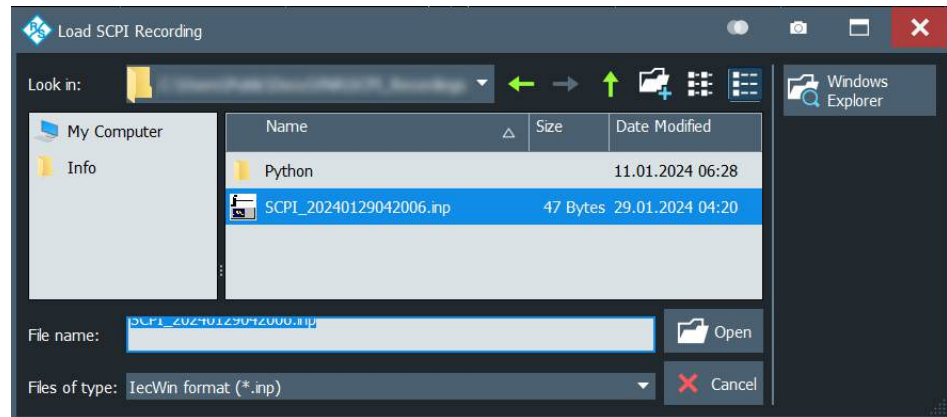 Load SCPI Recording
Look in:
Windows
Explorer
My Computer
Info
Name Size Date Modified
Python 11.01.2024 06:28
SCPI_20240129042006.inp 47 Bytes 29.01.2024 04:20
File name: SCPI_20240129042006.inp Open
Files of type: IecWin format (*.inp) Cancel